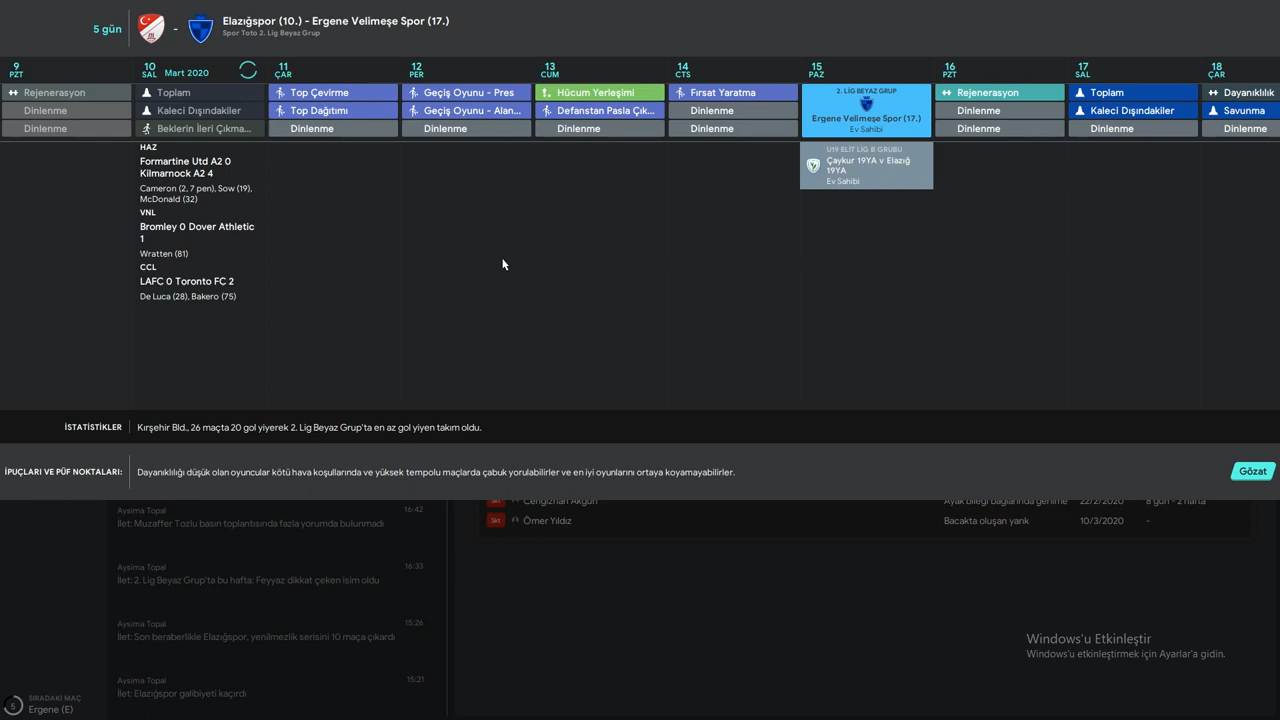 5 gün
Elazığspor (10.) - Ergene Velimeşe Spor (17.)
Spor Toto 2. Lig Beyaz Grup
9
PZT
10
SAL Mart 2020
11
ÇAR
12
PER
13
CUM
14
CTS
15
PAZ
16
PZT
17
SAL
18
ÇAR
Rejenerasyon
Dinlenme
Dinlenme
Toplam
Kaleci Dışındakiler
Beklerin İleri Çıkma...
Top Çevirme
Top Dağıtımı
Dinlenme
Geçiş Oyunu - Pres
Geçiş Oyunu - Alan...
Dinlenme
Hücum Yerleşimi
Defanstan Pasla Çık...
Dinlenme
Fırsat Yaratma
Dinlenme
Dinlenme
2. LİG BEYAZ GRUP
Ergene Velimeşe Spor (17.)
Ev Sahibi
Rejenerasyon
Dinlenme
Dinlenme
Toplam
Kaleci Dışındakiler
Dinlenme
Dayanıklılık
Savunma
Dinlenme
HAZ
Formartine Utd A2 0
Kilmarnock A2 4
Cameron (2, 7 pen), Sow (19),
McDonald (32)
VNL
Bromley 0 Dover Athletic
1
Wratten (81)
CCL
LAFC 0 Toronto FC 2
De Luca (28), Bakero (75)
U19 ELİT LİG B GRUBU
Çaykur 19YA v Elazığ
19YA
Ev Sahibi
İSTATİSTİKLER
Kırşehir Bld., 26 maçta 20 gol yiyerek 2. Lig Beyaz Grup'ta en az gol yiyen takım oldu.
İPUÇLARI VE PÜF NOKTALARI:
Dayanıklılığı düşük olan oyuncular kötü hava koşullarında ve yüksek tempolu maçlarda çabuk yorulabilirler ve en iyi oyunlarını ortaya koyamayabilirler.
Gözat
Aysima Topal 16:42
İlet: Muzaffer Tozlu basın toplantısında fazla yorumda bulunmadı
Aysima Topal 16:33
İlet: 2. Lig Beyaz Grup'ta bu hafta: Feyyaz dikkat çeken isim oldu
Aysima Topal 15:26
İlet: Son beraberlikle Elazığspor, yenilmezlik serisini 10 maça çıkardı
Aysima Topal 15:21
İlet: Elazığspor galibiyeti kaçırdı
Skt Cengizhan Akgün Ayak bileği bağlarında gerilme 22/2/2020 8 gün - 2 hafta
Skt Ömer Yıldız Bacakta oluşan yarık 10/3/2020 -
Windows'u Etkinleştir
Windows'u etkinleştirmek için Ayarlar'a gidin.
5
SIRADAKİ MAÇ
Ergene (E)